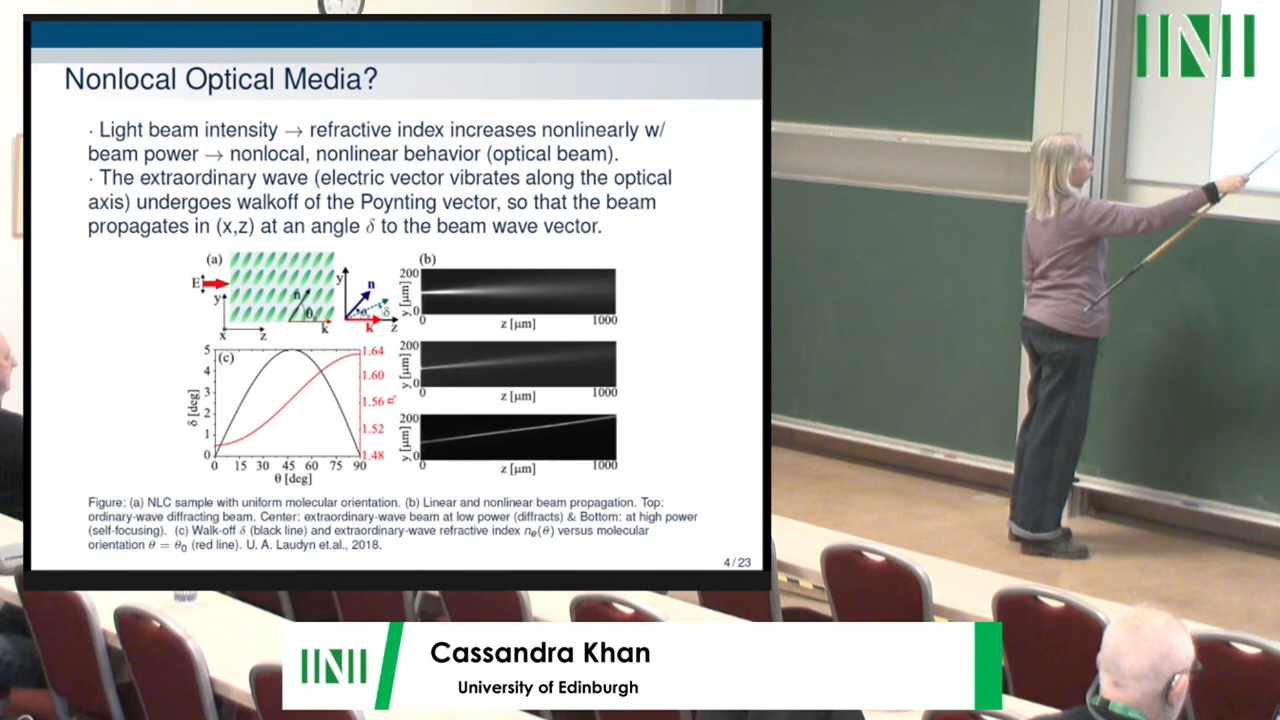 INI
Nonlocal Optical Media?
· Light beam intensity → refractive index increases nonlinearly w/
beam power → nonlocal, nonlinear behavior (optical beam).
· The extraordinary wave (electric vector vibrates along the optical
axis) undergoes walkoff of the Poynting vector, so that the beam
propagates in (x,z) at an angle δ to the beam wave vector.
(a)
E
y
x
z
n̂
θ₀
k
y
n
δ
k
z
(b)
y [μm]
200
0
0
z [μm]
1000
y [μm]
200
0
0
z [μm]
1000
y [μm]
200
0
0
z [μm]
1000
(c)
δ [deg]
5
4
3
2
1
0
0 15 30 45 60 75 90
θ [deg]
1.64
1.60
1.56
1.52
1.48
Figure: (a) NLC sample with uniform molecular orientation. (b) Linear and nonlinear beam propagation. Top:
ordinary-wave diffracting beam. Center: extraordinary-wave beam at low power (diffracts) & Bottom: at high power
(self-focusing). (c) Walk-off δ (black line) and extraordinary-wave refractive index nₑ(θ) versus molecular
orientation θ = θ₀ (red line). U. A. Laudyn et.al., 2018.
4/23
INI
Cassandra Khan
University of Edinburgh